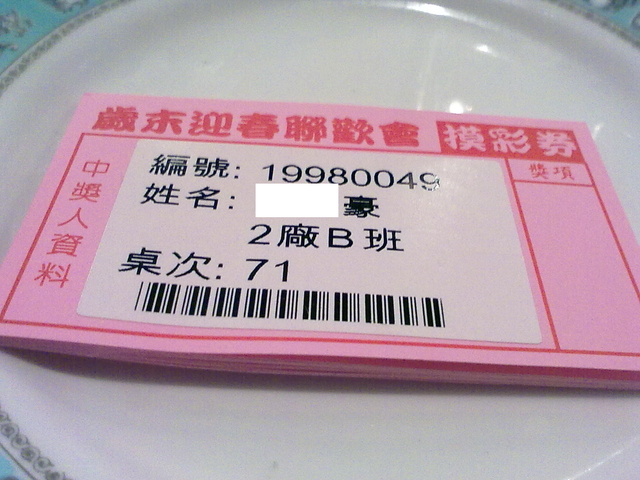 歲末迎春聯歡會 摸彩券
中獎人資料
編號: 19980049
姓名: 豪
2廠B班
桌次: 71
獎項